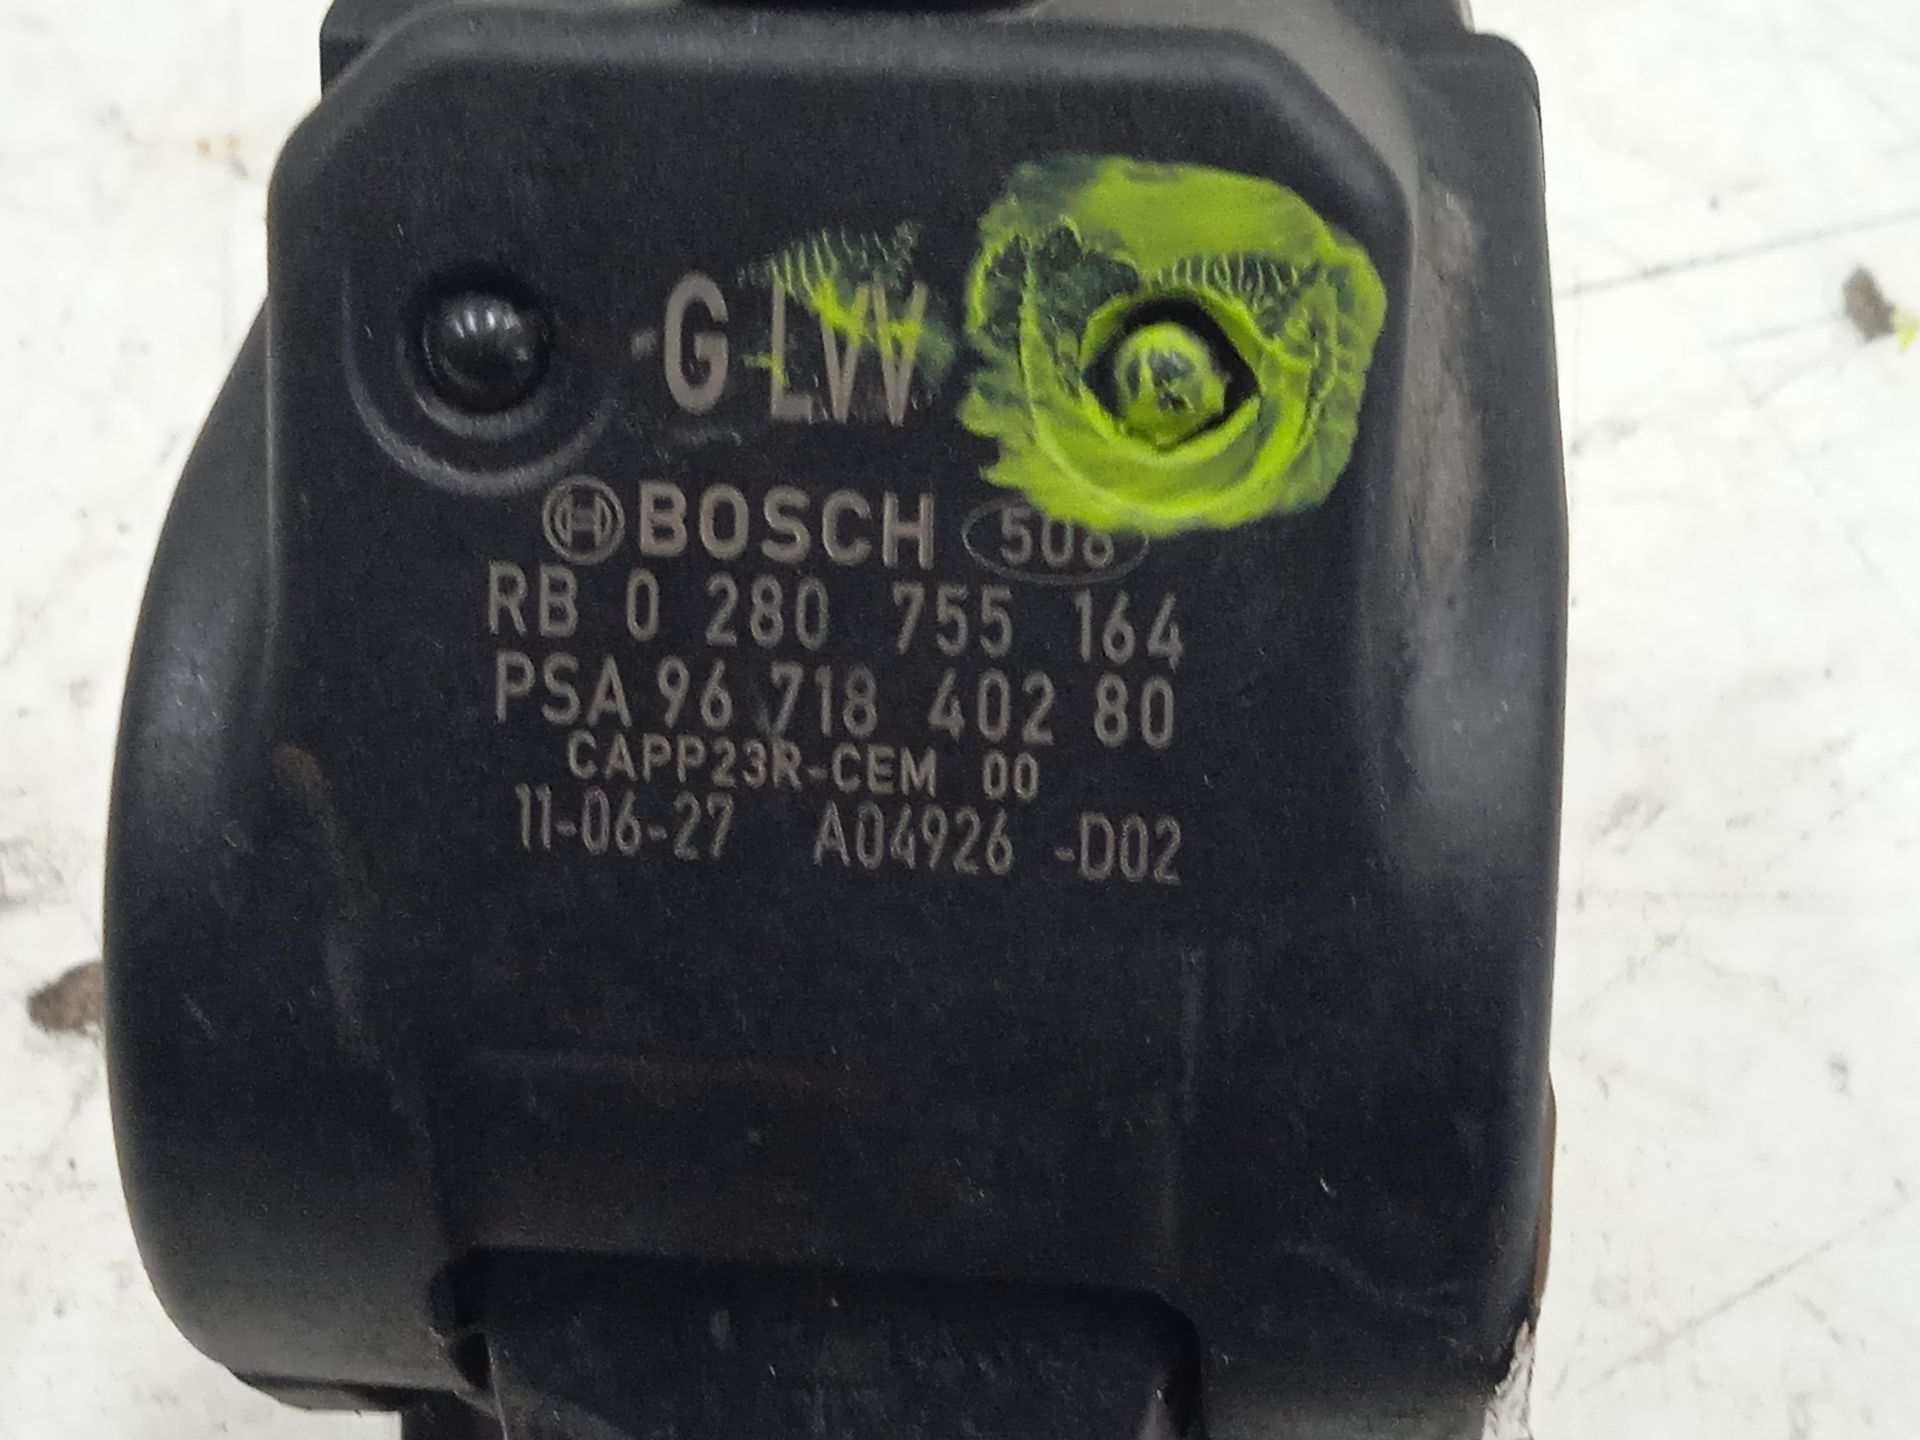 G LVV
BOSCH 508
RB 0 280 755 164
PSA 96 718 402 80
CAPP23R-CEM 00
11-06-27 A04926 -D02